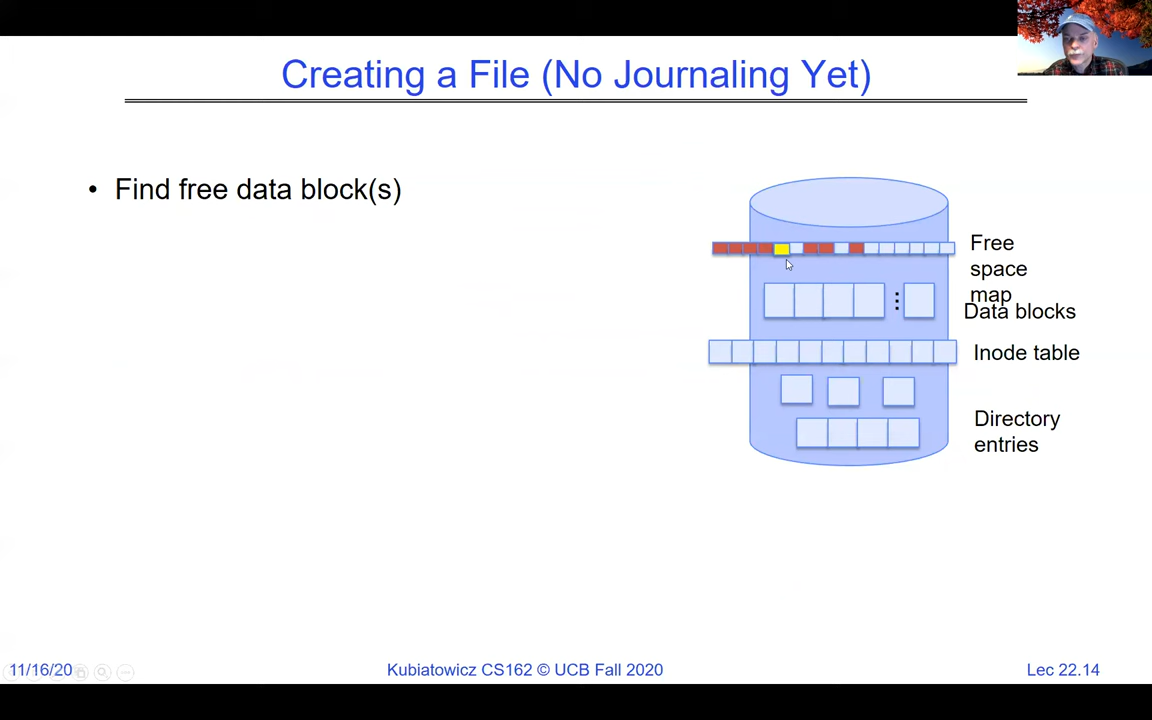 Creating a File (No Journaling Yet)
• Find free data block(s)
Free
space
map
Data blocks
Inode table
Directory
entries
11/16/20
Kubiatowicz CS162 © UCB Fall 2020
Lec 22.14